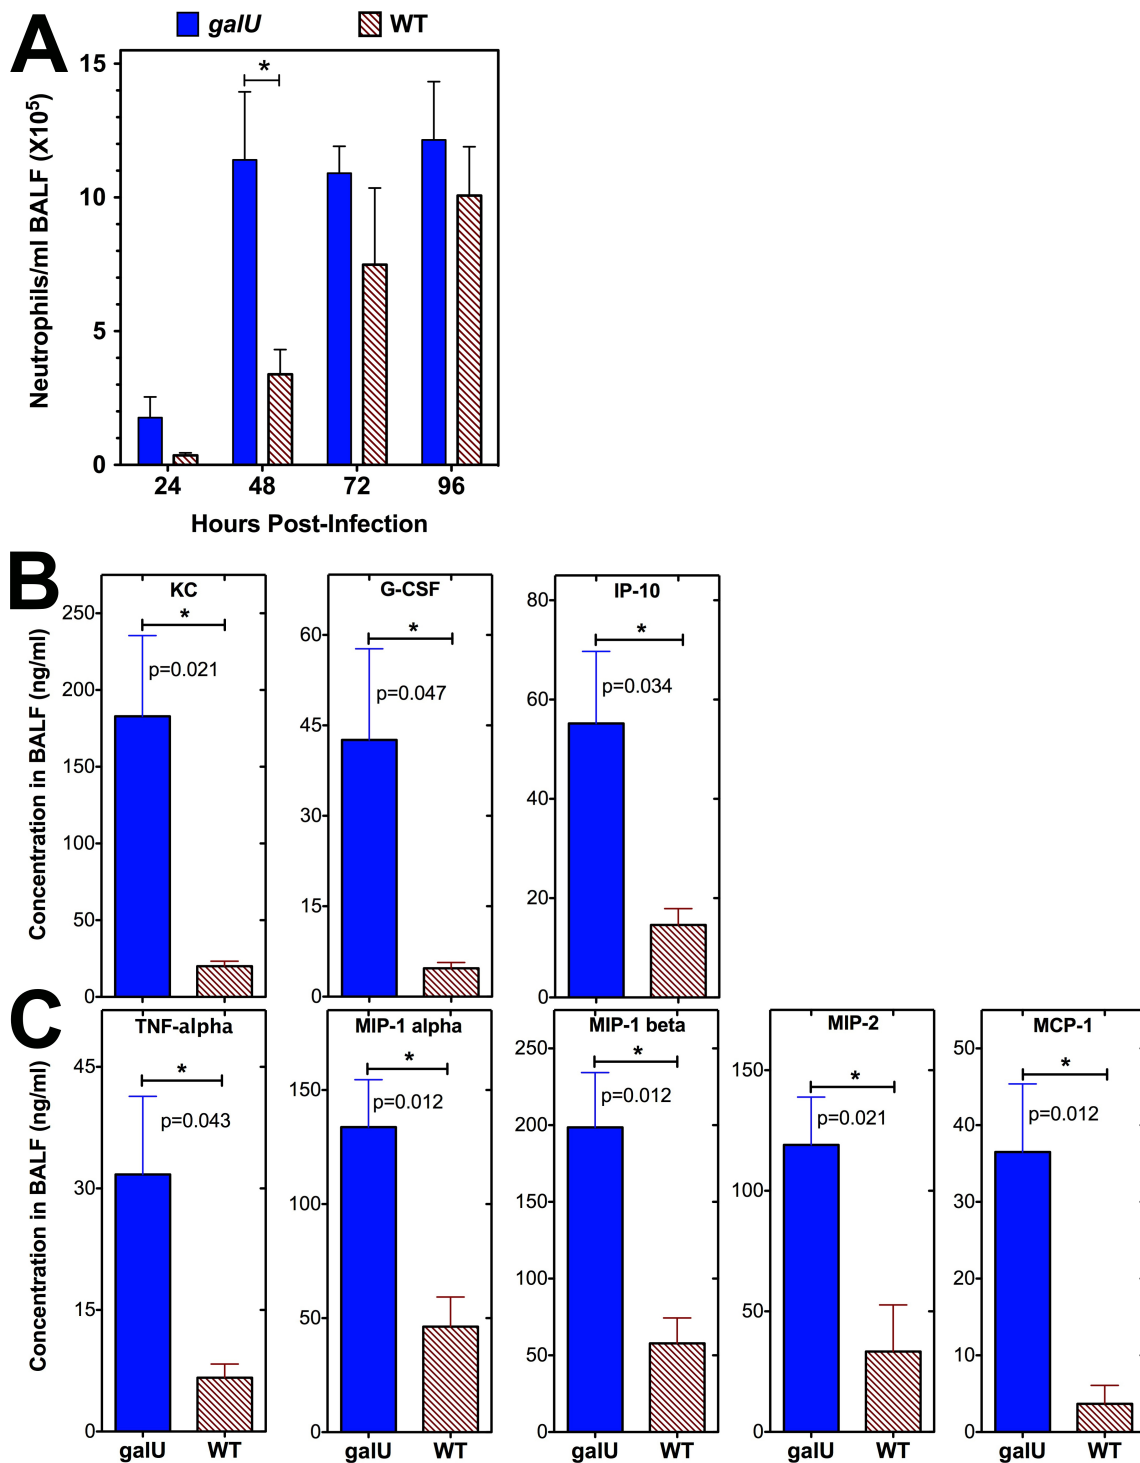 A
galU WT
*
15
10
5
0
Neutrophils/ml BALF (X10⁵)
24 48 72 96
Hours Post-Infection
B
Concentration in BALF (ng/ml)
KC
*
p=0.021
250
200
150
100
50
0
G-CSF
*
p=0.047
60
45
30
15
0
IP-10
*
p=0.034
80
60
40
20
0
C
Concentration in BALF (ng/ml)
TNF-alpha
*
p=0.043
45
30
15
0
galU WT
MIP-1 alpha
*
p=0.012
150
100
50
0
galU WT
MIP-1 beta
*
p=0.012
250
200
150
100
50
0
galU WT
MIP-2
*
p=0.021
150
100
50
0
galU WT
MCP-1
*
p=0.012
50
40
30
20
10
0
galU WT